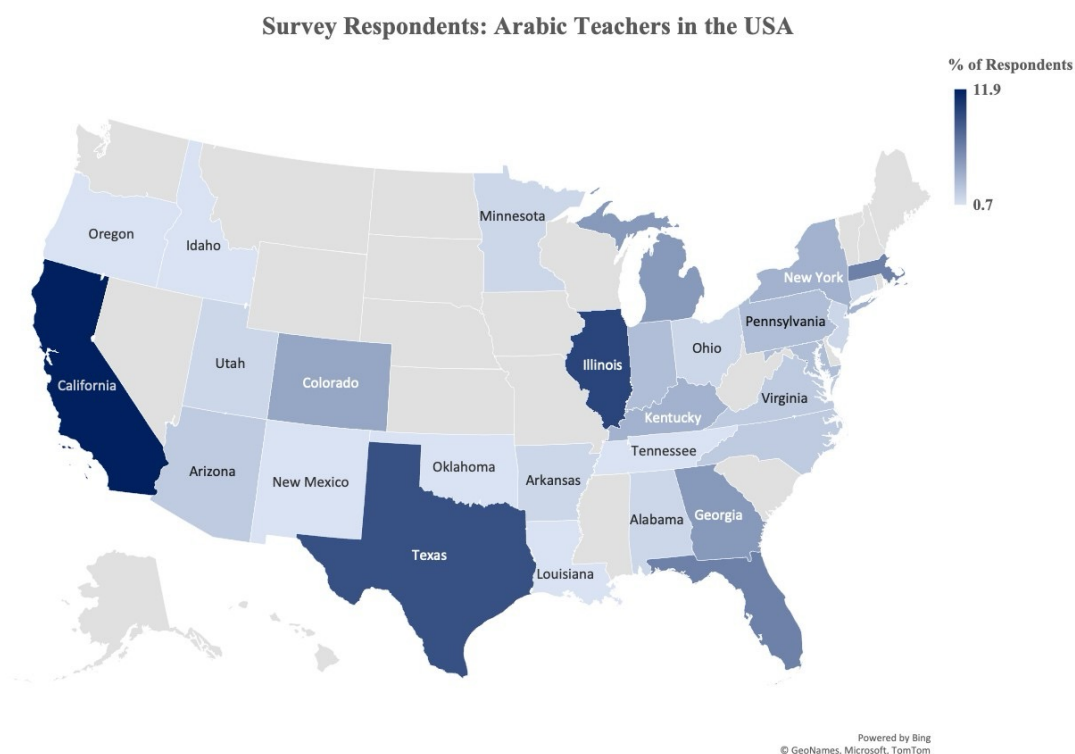 Survey Respondents: Arabic Teachers in the USA
% of Respondents
11.9
0.7
Minnesota
Oregon
Idaho
New York
Pennsylvania
Ohio
Utah
Illinois
Colorado
California
Virginia
Kentucky
Tennessee
Oklahoma
Arizona
New Mexico
Arkansas
Georgia
Alabama
Texas
Louisiana
Powered by Bing
© GeoNames, Microsoft, TomTom